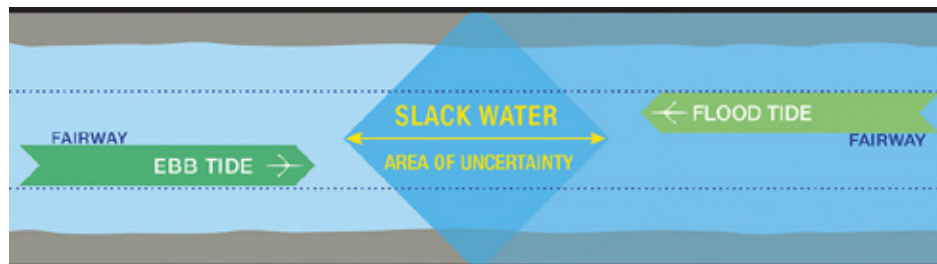 SLACK WATER
FLOOD TIDE
FAIRWAY
FAIRWAY
EBB TIDE
AREA OF UNCERTAINTY